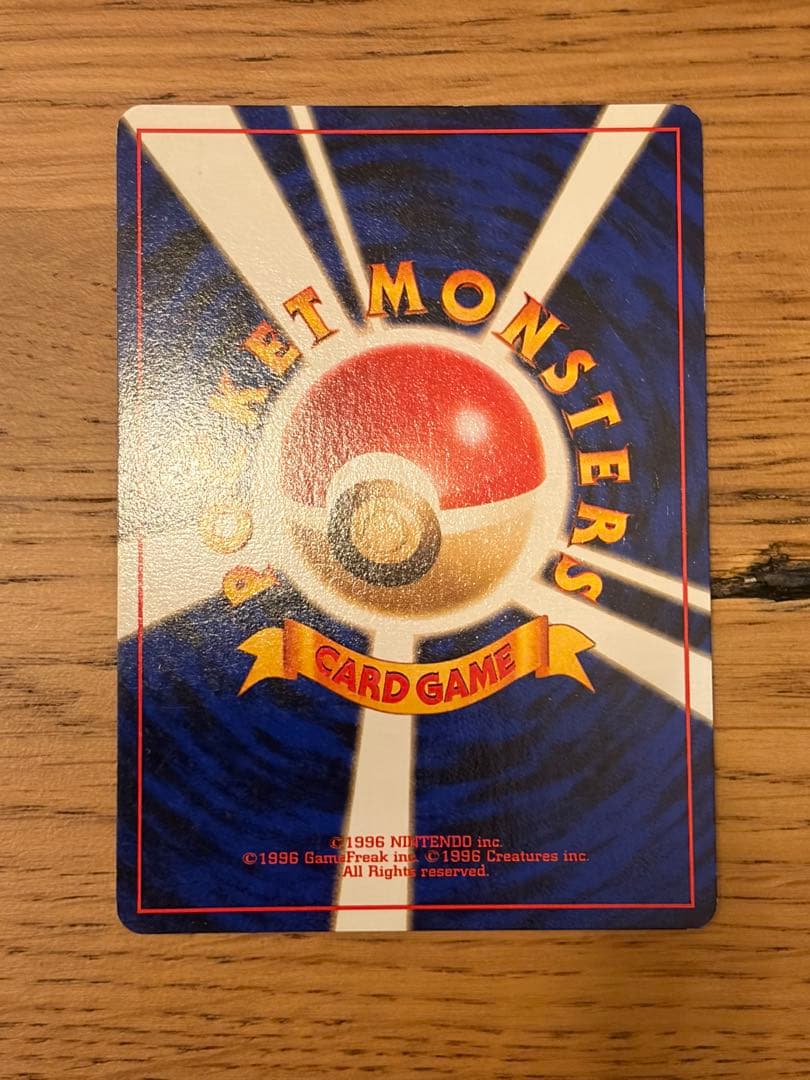 POCKET MONSTERS
CARD GAME
©1996 NINTENDO inc.
©1996 GameFreak inc. ©1996 Creatures inc.
All Rights reserved.